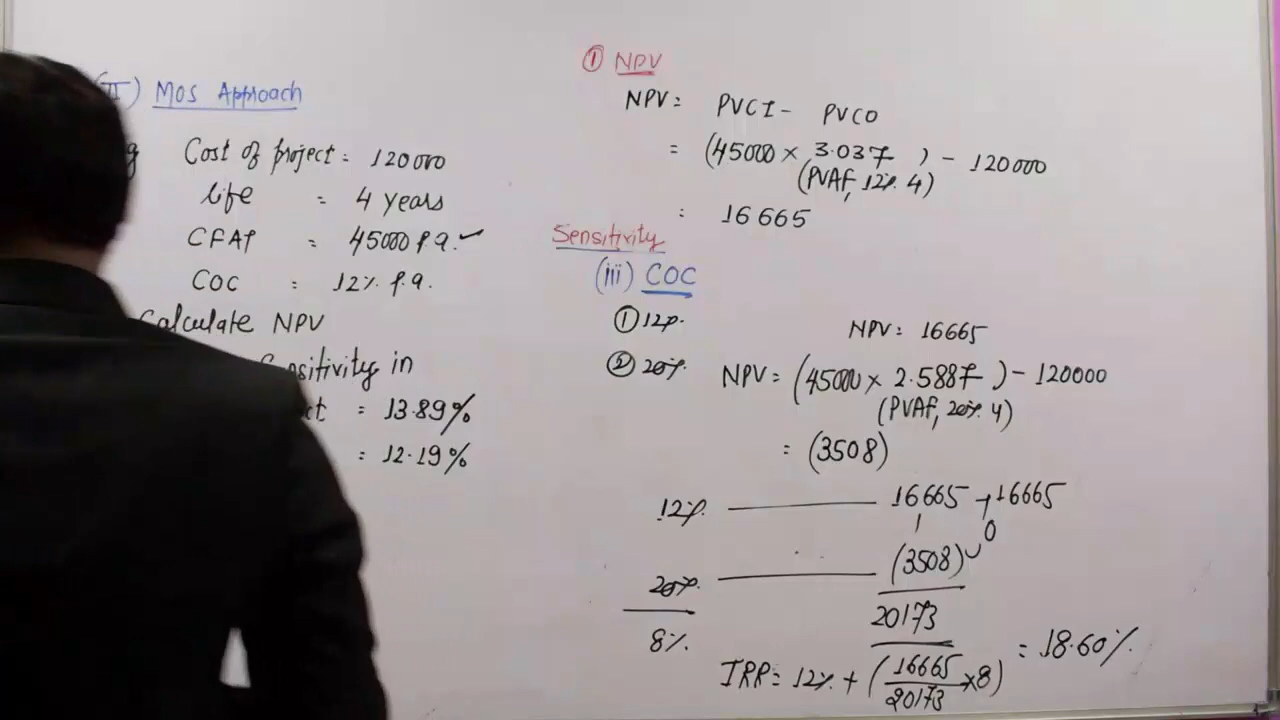 II) MOS Approach
Cost of project = 120000
life = 4 years
CFAT = 45000 p.a. ✓
COC = 12% p.a.
Calculate NPV
in
= 13.89%
= 12.19%
① NPV
NPV = PVCI - PVCO
= (45000 × 3.037) - 120000
(PVAF, 12%. 4)
= 16665
Sensitivity
(iii) COC
① 12%. NPV = 16665
② 20%. NPV = (45000 × 2.5887) - 120000
(PVAF, 20%. 4)
= (3508)
12%. 16665 + 16665
0
20%. (3508)
8%. 20173
IRR = 12% + (16665/20173 × 8) = 18.60%.